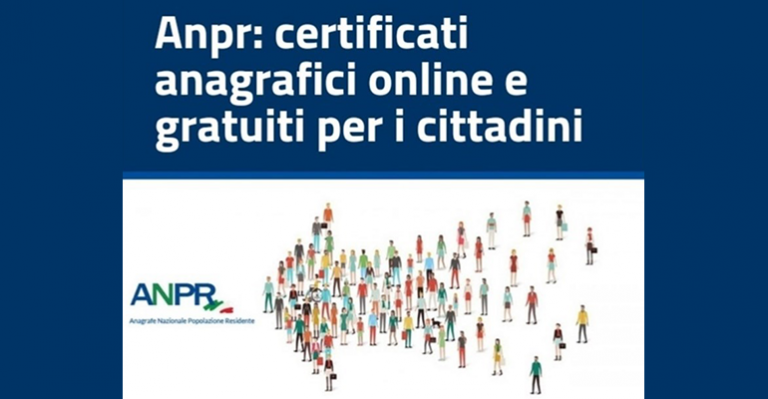 Anpr: certificati
anagrafici online e
gratuiti per i cittadini
ANPR
Anagrafe Nazionale Popolazione Residente